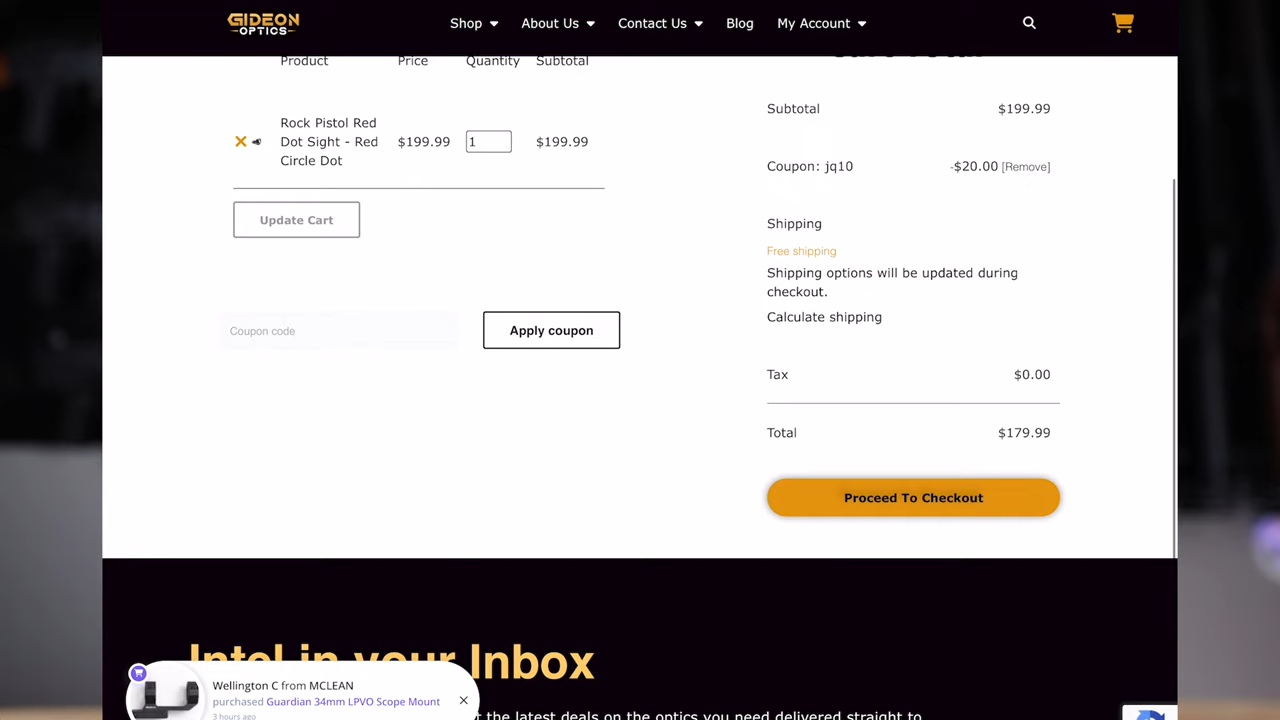 GIDEON
OPTICS
Shop
About Us
Contact Us
Blog
My Account
Product Price Quantity Subtotal
Rock Pistol Red
Dot Sight - Red
Circle Dot
$199.99
1
$199.99
Update Cart
Coupon code
Apply coupon
Subtotal $199.99
Coupon: jq10 -$20.00 [Remove]
Shipping
Free shipping
Shipping options will be updated during
checkout.
Calculate shipping
Tax $0.00
Total $179.99
Proceed To Checkout
Intel in your Inbox
the latest deals on the optics you need delivered straight to
Wellington C from MCLEAN
purchased Guardian 34mm LPVO Scope Mount
3 hours ago